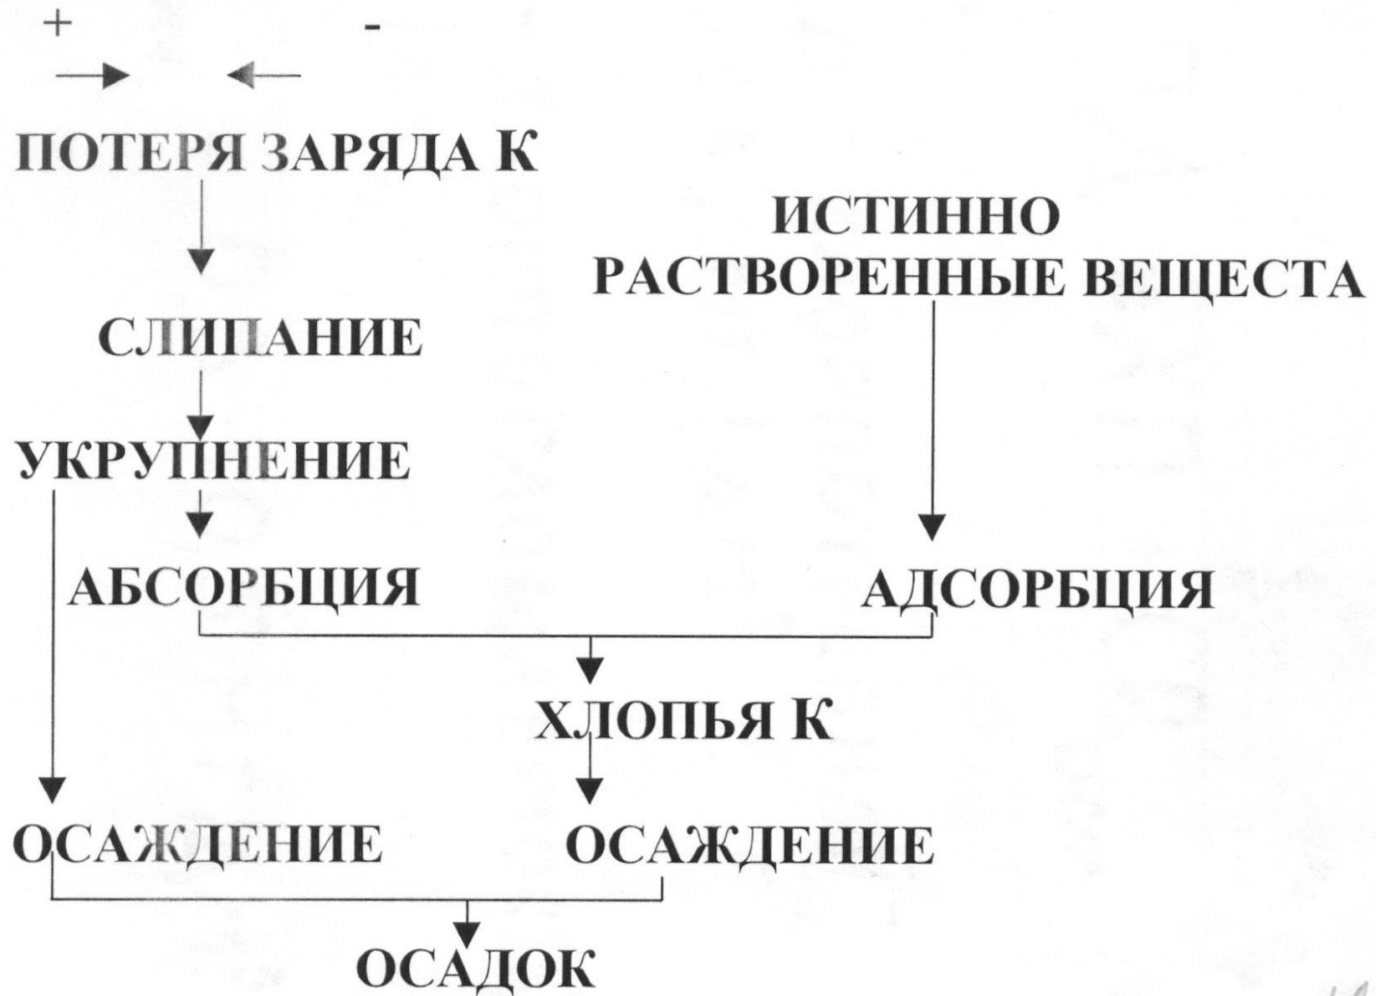 + -
ПОТЕРЯ ЗАРЯДА К
ИСТИННО
РАСТВОРЕННЫЕ ВЕЩЕСТА
СЛИПАНИЕ
УКРУПНЕНИЕ
АБСОРБЦИЯ
АДСОРБЦИЯ
ХЛОПЬЯ К
ОСАЖДЕНИЕ
ОСАЖДЕНИЕ
ОСАДОК